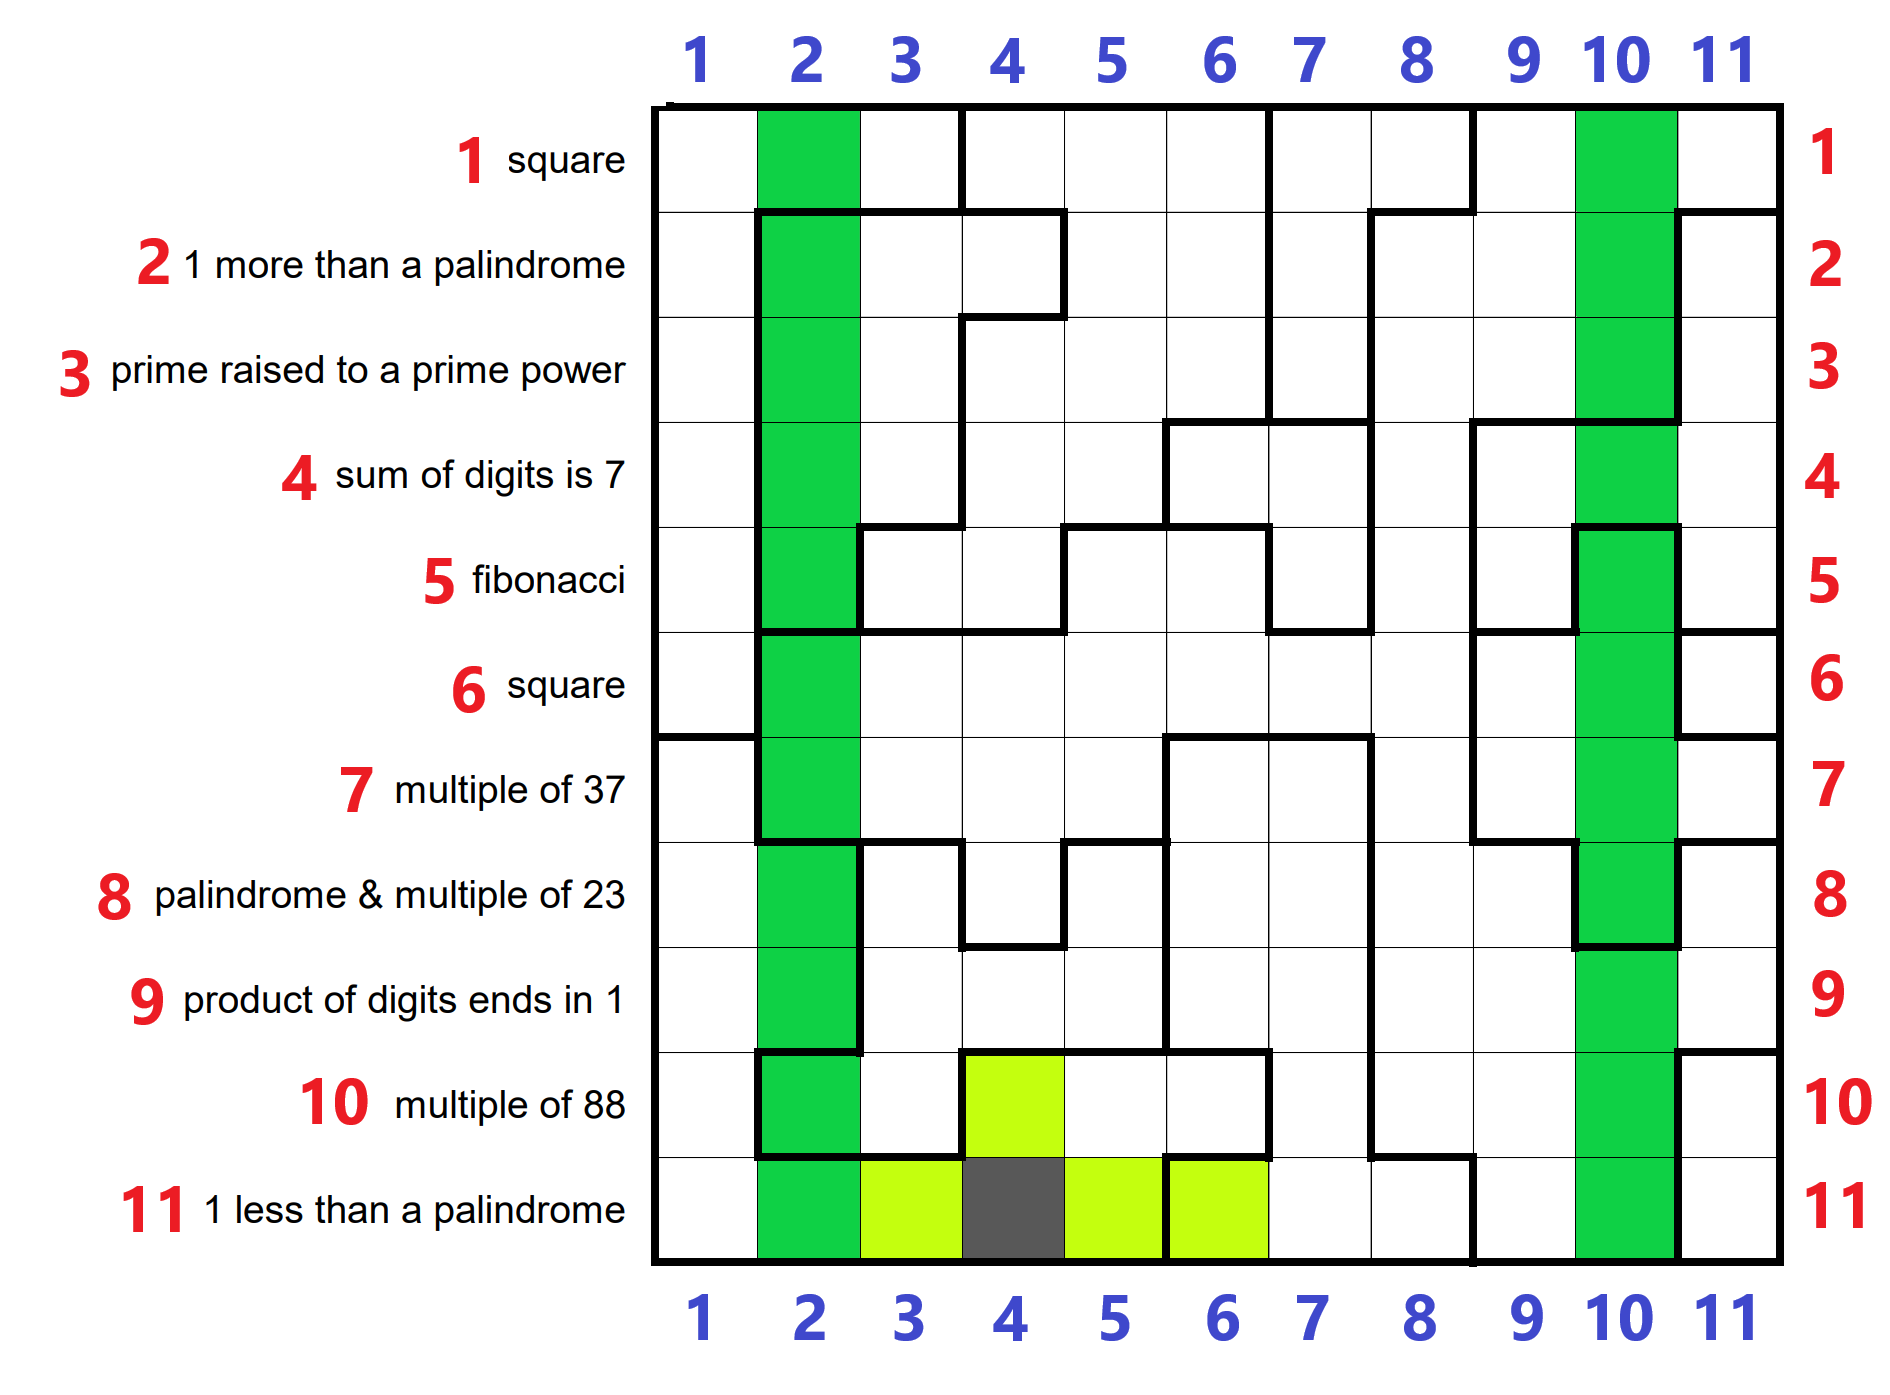 1 2 3 4 5 6 7 8 9 10 11
1 square 1
2 1 more than a palindrome 2
3 prime raised to a prime power 3
4 sum of digits is 7 4
5 fibonacci 5
6 square 6
7 multiple of 37 7
8 palindrome & multiple of 23 8
9 product of digits ends in 1 9
10 multiple of 88 10
11 1 less than a palindrome 11
1 2 3 4 5 6 7 8 9 10 11